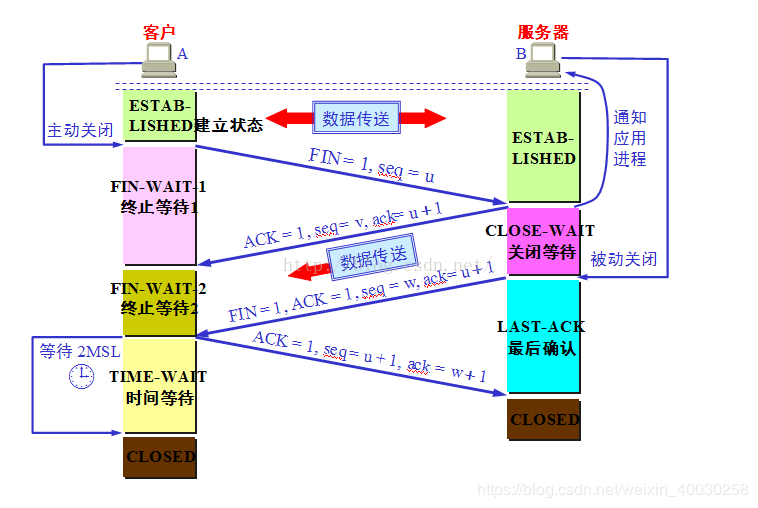 客户
服务器
A
B
ESTAB-
LISHED建立状态
数据传送
ESTAB-
LISHED
通知
应用
进程
主动关闭
FIN = 1, seq = u
FIN-WAIT-1
终止等待1
ACK = 1, seq= v, ack= u + 1
CLOSE-WAIT
关闭等待
数据传送
被动关闭
FIN-WAIT-2
终止等待2
FIN = 1, ACK = 1, seq = w, ack= u + 1
LAST-ACK
最后确认
ACK = 1, seq= u + 1, ack = w + 1
等待 2MSL
TIME-WAIT
时间等待
CLOSED
CLOSED
https://blog.csdn.net/weixin_40030258